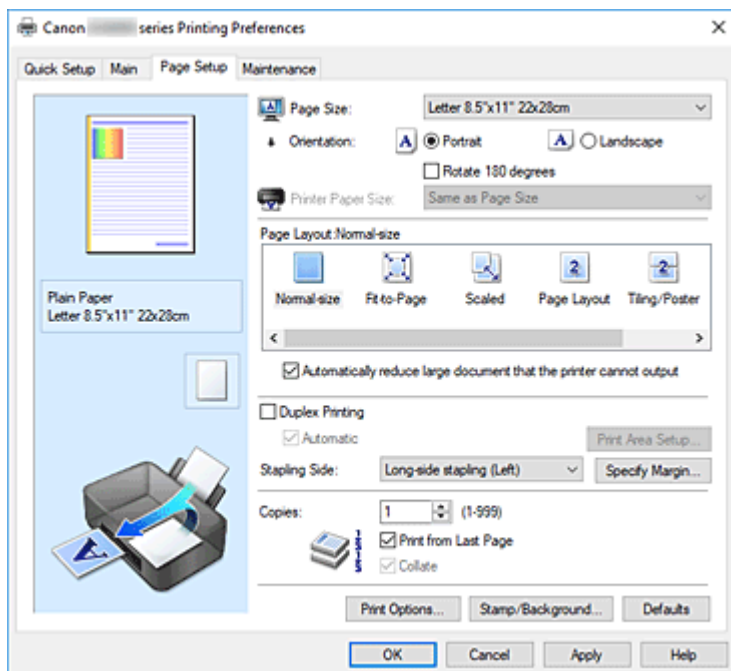 Canon series Printing Preferences
Quick Setup Main Page Setup Maintenance
Page Size: Letter 8.5"x11" 22x28cm
Orientation: A Portrait A Landscape
Rotate 180 degrees
Printer Paper Size: Same as Page Size
Page Layout:Normal-size
Normal-size Fit-to-Page Scaled Page Layout Tiling/Poster
Plain Paper
Letter 8.5"x11" 22x28cm
Automatically reduce large document that the printer cannot output
Duplex Printing
Automatic Print Area Setup...
Stapling Side: Long-side stapling (Left) Specify Margin...
Copies: 1 (1-999)
Print from Last Page
Collate
Print Options... Stamp/Background... Defaults
OK Cancel Apply Help